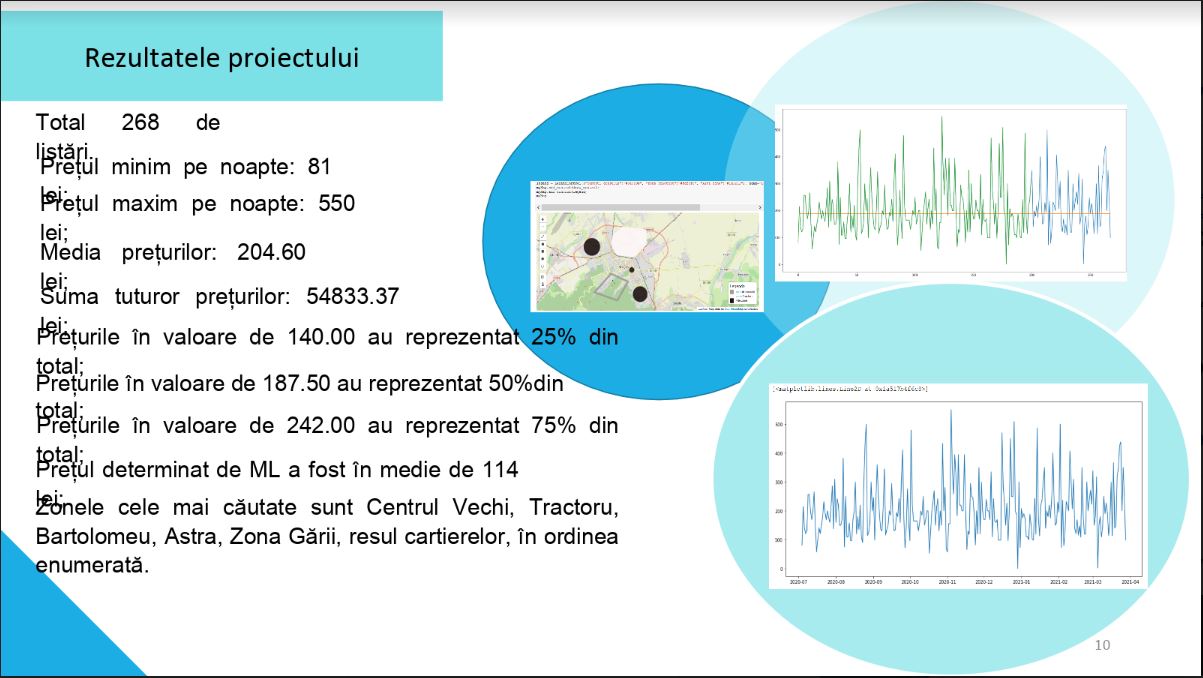 Rezultatele proiectului
Total 268 de
listări.
Prețul minim pe noapte: 81
lei;
Prețul maxim pe noapte: 550
lei;
Media prețurilor: 204.60
lei;
Suma tuturor prețurilor: 54833.37
lei;
Prețurile în valoare de 140.00 au reprezentat 25% din
total;
Prețurile în valoare de 187.50 au reprezentat 50%din
total;
Prețurile în valoare de 242.00 au reprezentat 75% din
total;
Prețul determinat de ML a fost în medie de 114
lei;
Zonele cele mai căutate sunt Centrul Vechi, Tractoru,
Bartolomeu, Astra, Zona Gării, resul cartierelor, în ordinea
enumerată.
500
400
300
200
100
0
2020-07 2020-08 2020-09 2020-10 2020-11 2020-12 2021-01 2021-02 2021-03 2021-04
10